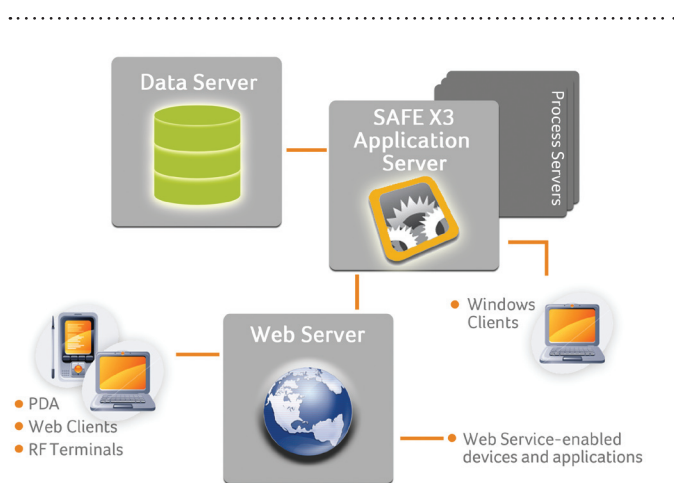 Data Server
SAFE X3
Application
Server
Process Servers
Windows
Clients
Web Server
PDA
Web Clients
RF Terminals
Web Service-enabled
devices and applications